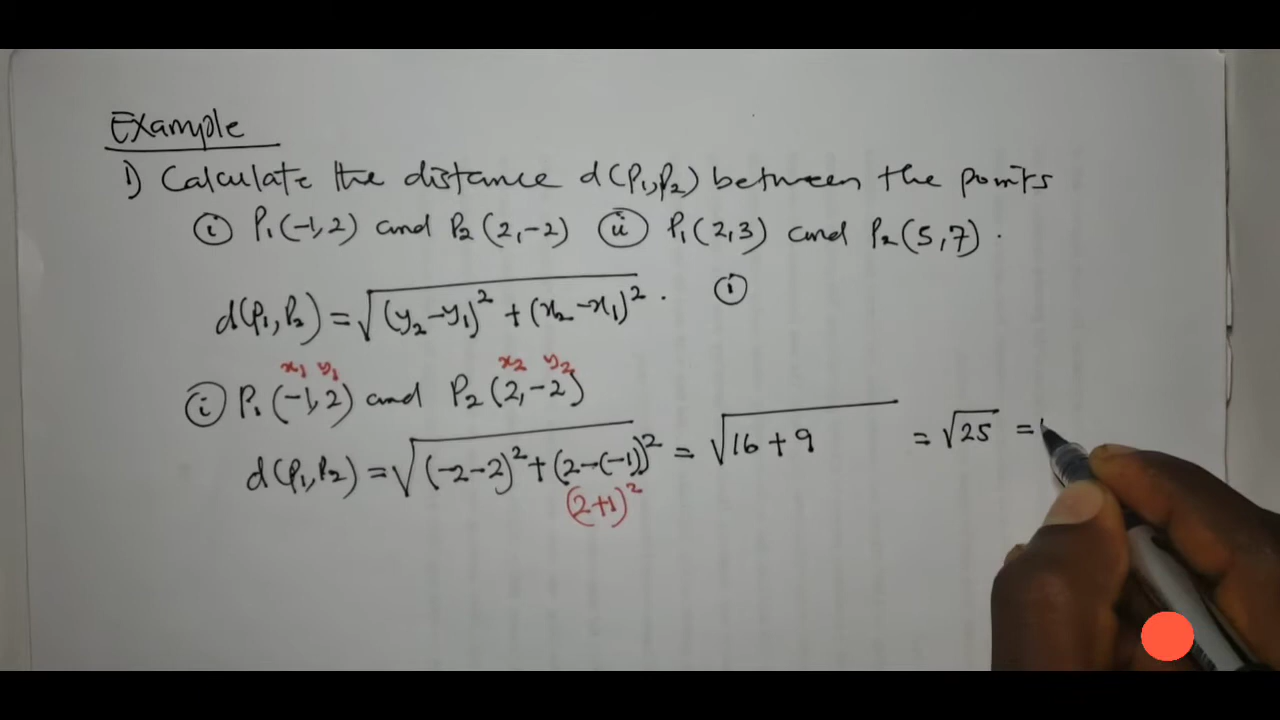 Example
1) Calculate the distance d(P₁,P₂) between the points
(i) P₁(-1,2) and P₂(2,-2) (ii) P₁(2,3) and P₂(5,7).
d(P₁,P₂) = √((y₂-y₁)² + (x₂-x₁)²). (1)
x₁ y₁ x₂ y₂
(i) P₁(-1,2) and P₂(2,-2)
d(P₁,P₂) = √((-2-2)² + (2-(-1))²) = √(16+9) = √25 =
(2+1)²